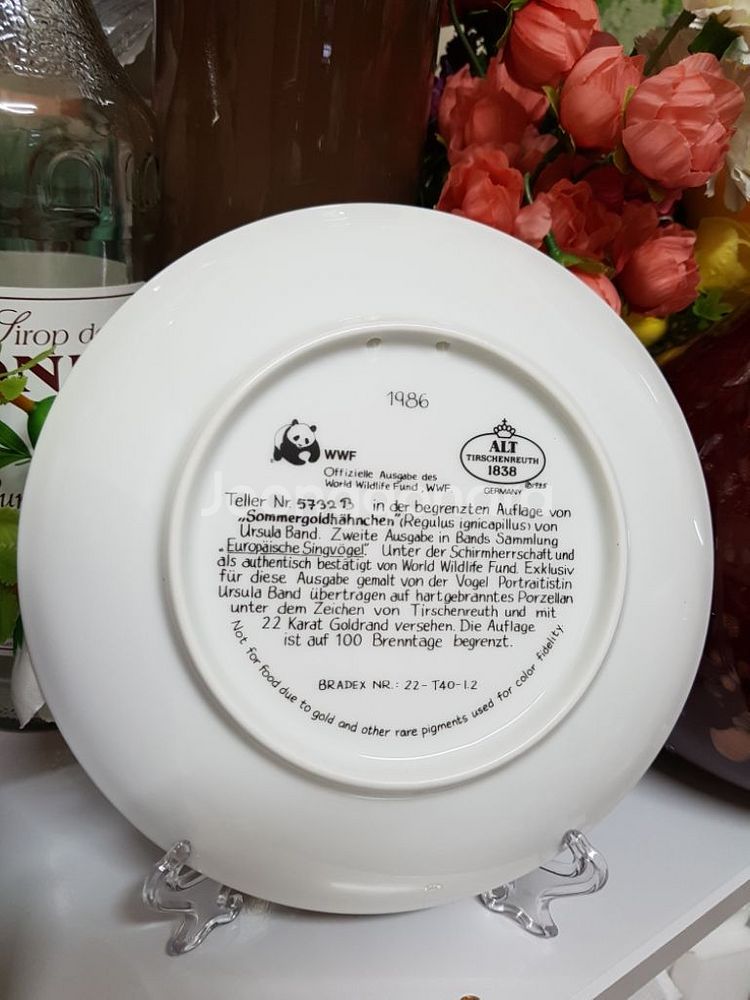 Sirop de
1986
WWF
Offizielle Ausgabe des
World Wildlife Fund, WWF
ALT
TIRSCHENREUTH
1838
GERMANY
Teller Nr. 5732 B in der begrenzten Auflage von
„Sommergoldhähnchen" (Regulus ignicapillus) von
Ursula Band. Zweite Ausgabe in Bands Sammlung
„Europäische Singvögel". Unter der Schirmherrschaft und
als authentisch bestätigt von World Wildlife Fund. Exklusiv
für diese Ausgabe gemalt von der Vogel Portraitistin
Ursula Band übertragen auf hartgebranntes Porzellan
unter dem Zeichen von Tirschenreuth und mit
22 Karat Goldrand versehen. Die Auflage
ist auf 100 Brenntage begrenzt.
BRADEX NR.: 22-T40-1.2
Not for food due to gold and other rare pigments used for color fidelity.